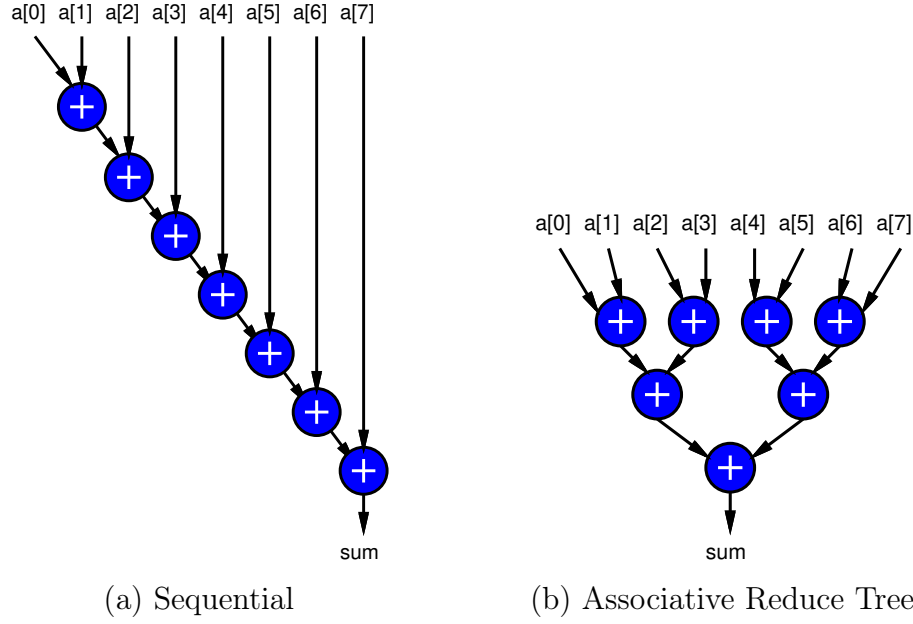 a[0] a[1] a[2] a[3] a[4] a[5] a[6] a[7]
+
+
+
+
+
+
+
sum
(a) Sequential
a[0] a[1] a[2] a[3] a[4] a[5] a[6] a[7]
+ + + +
+ +
+
sum
(b) Associative Reduce Tree